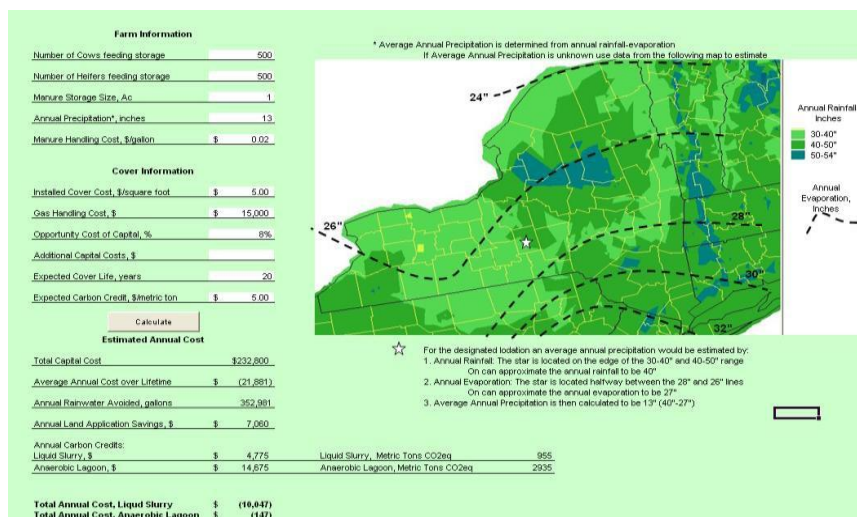 Farm Information
Number of Cows feeding storage 500
Number of Heifers feeding storage 500
Manure Storage Size, Ac 1
Annual Precipitation*, inches 13
Manure Handling Cost, $/gallon $ 0.02
Cover Information
Installed Cover Cost, $/square foot $ 5.00
Gas Handling Cost, $ $ 15,000
Opportunity Cost of Capital, % 8%
Additional Capital Costs, $
Expected Cover Life, years 20
Expected Carbon Credit, $/metric ton $ 5.00
Calculate
Estimated Annual Cost
Total Capital Cost $232,800
Average Annual Cost over Lifetime $ (21,881)
Annual Rainwater Avoided, gallons 352,981
Annual Land Application Savings, $ $ 7,060
Annual Carbon Credits:
Liquid Slurry, $ $ 4,775 Liquid Slurry, Metric Tons CO2eq 955
Anaerobic Lagoon, $ $ 14,675 Anaerobic Lagoon, Metric Tons CO2eq 2935
Total Annual Cost, Liqud Slurry $ (10,047)
Total Annual Cost, Anaerobic Lagoon $ (147)
* Average Annual Precipitation is determined from annual rainfall-evaporation
If Average Annual Precipitation is unknown use data from the following map to estimate
24"
26"
28"
30"
32"
Annual Rainfall
Inches
30-40"
40-50"
50-54"
Annual
Evaporation,
Inches
For the designated lodation an average annual precipitation would be estimated by:
1. Annual Rainfall: The star is located on the edge of the 30-40" and 40-50" range
On can approximate the annual rainfall to be 40"
2. Annual Evaporation: The star is located halfway between the 28" and 26" lines
On can approximate the annual evaporation to be 27"
3. Average Annual Precipitation is then calculated to be 13" (40"-27")